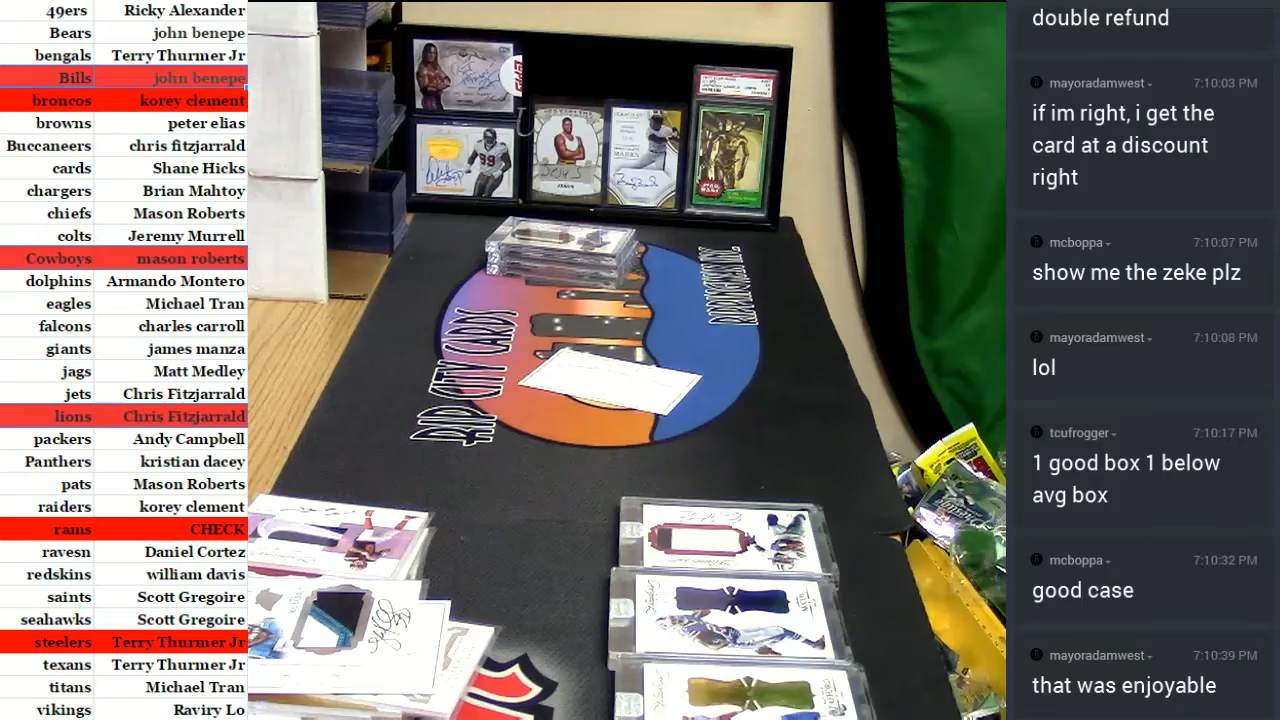 49ers Ricky Alexander
Bears john benepe
bengals Terry Thurmer Jr
Bills john benepe
broncos korey clement
browns peter elias
Buccaneers chris fitzjarrald
cards Shane Hicks
chargers Brian Mahtoy
chiefs Mason Roberts
colts Jeremy Murrell
Cowboys mason roberts
dolphins Armando Montero
eagles Michael Tran
falcons charles carroll
giants james manza
jags Matt Medley
jets Chris Fitzjarrald
lions Chris Fitzjarrald
packers Andy Campbell
Panthers kristian dacey
pats Mason Roberts
raiders korey clement
rams CHECK
ravesn Daniel Cortez
redskins william davis
saints Scott Gregoire
seahawks Scott Gregoire
steelers Terry Thurmer Jr
texans Terry Thurmer Jr
titans Michael Tran
vikings Raviry Lo
99
STAR WARS
RIP CITY CARDS
double refund
mayoradamwest 7:10:03 PM
if im right, i get the
card at a discount
right
mcboppa 7:10:07 PM
show me the zeke plz
mayoradamwest 7:10:08 PM
lol
tcufrogger 7:10:17 PM
1 good box 1 below
avg box
mcboppa 7:10:32 PM
good case
mayoradamwest 7:10:39 PM
that was enjoyable